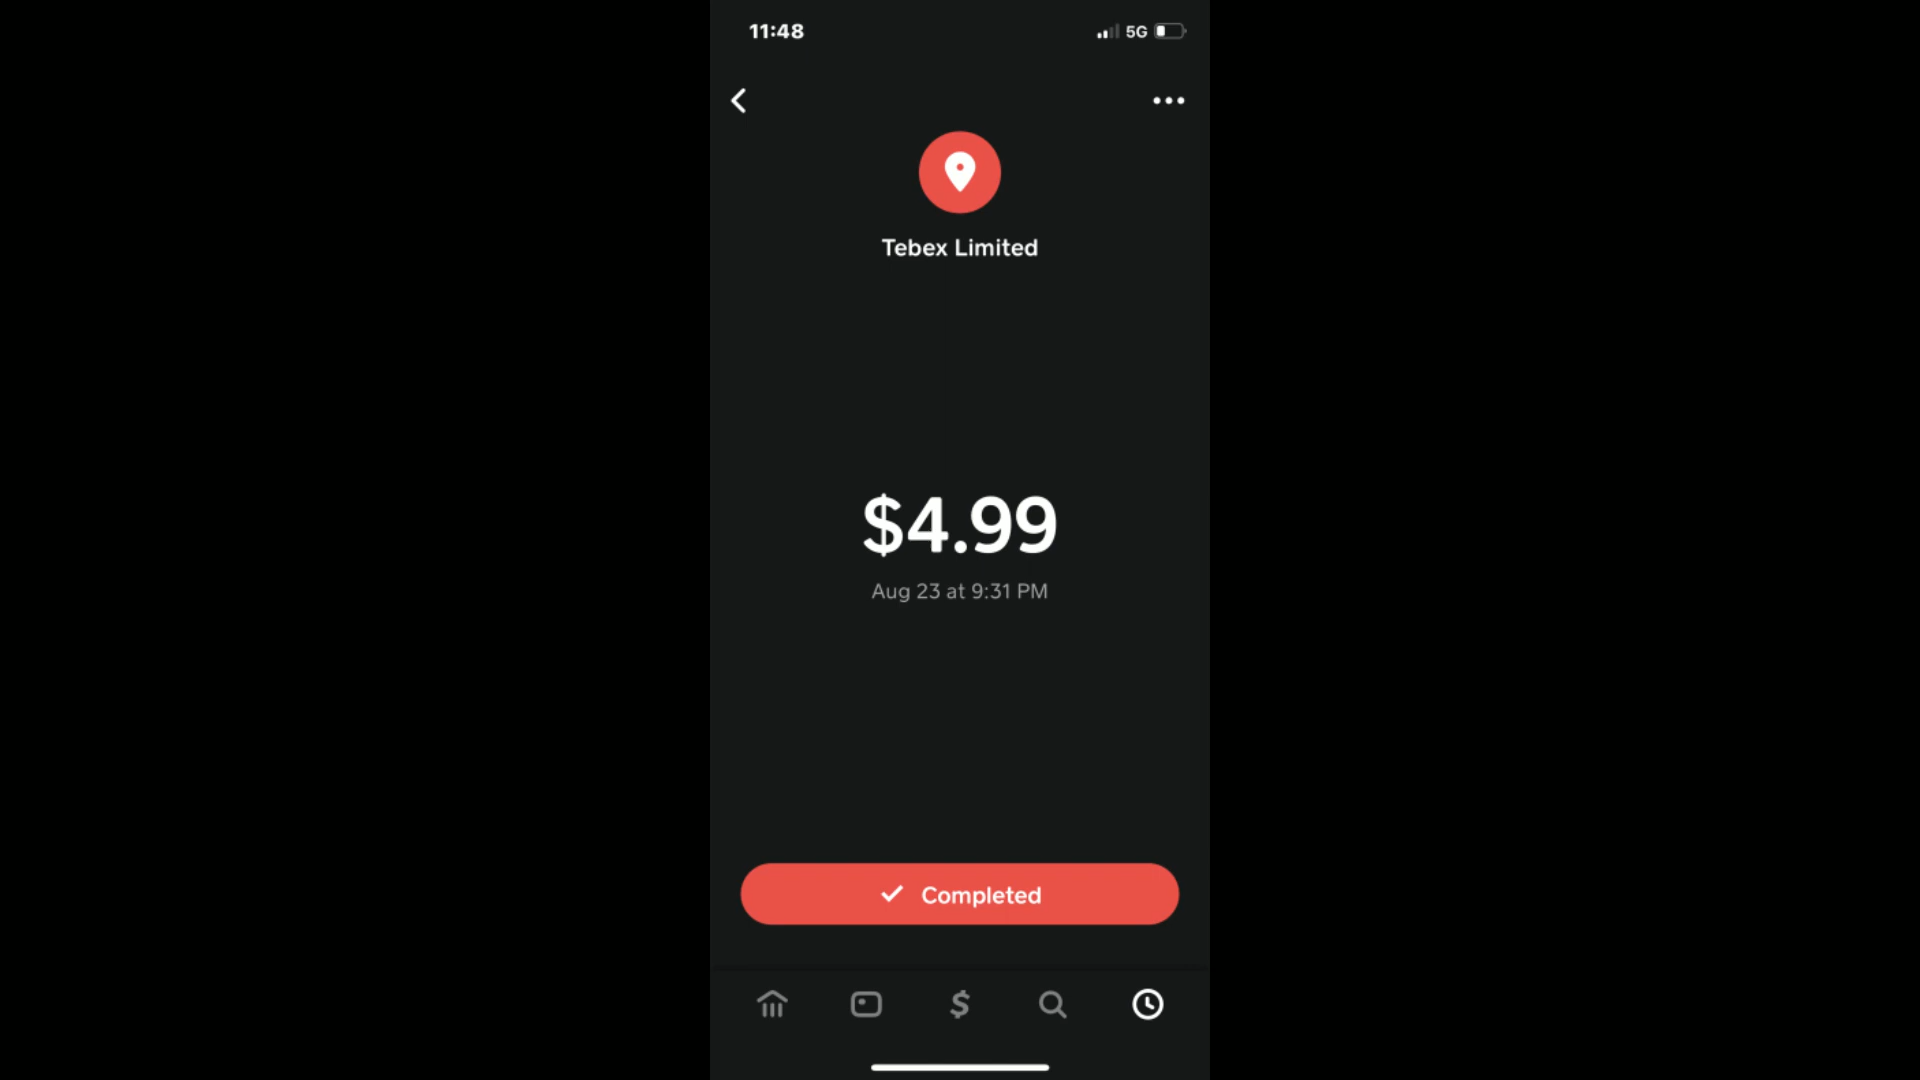 11:48
5G
Tebex Limited
$4.99
Aug 23 at 9:31 PM
Completed